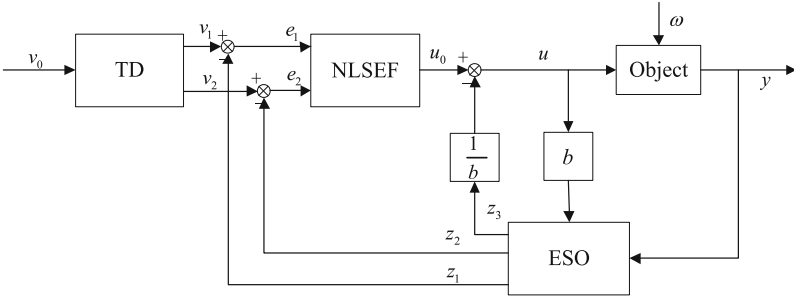 v₀
TD
v₁
+
−
e₁
v₂
+
−
e₂
NLSEF
u₀
+
−
u
Object
ω
y
1
b
b
z₃
z₂
z₁
ESO